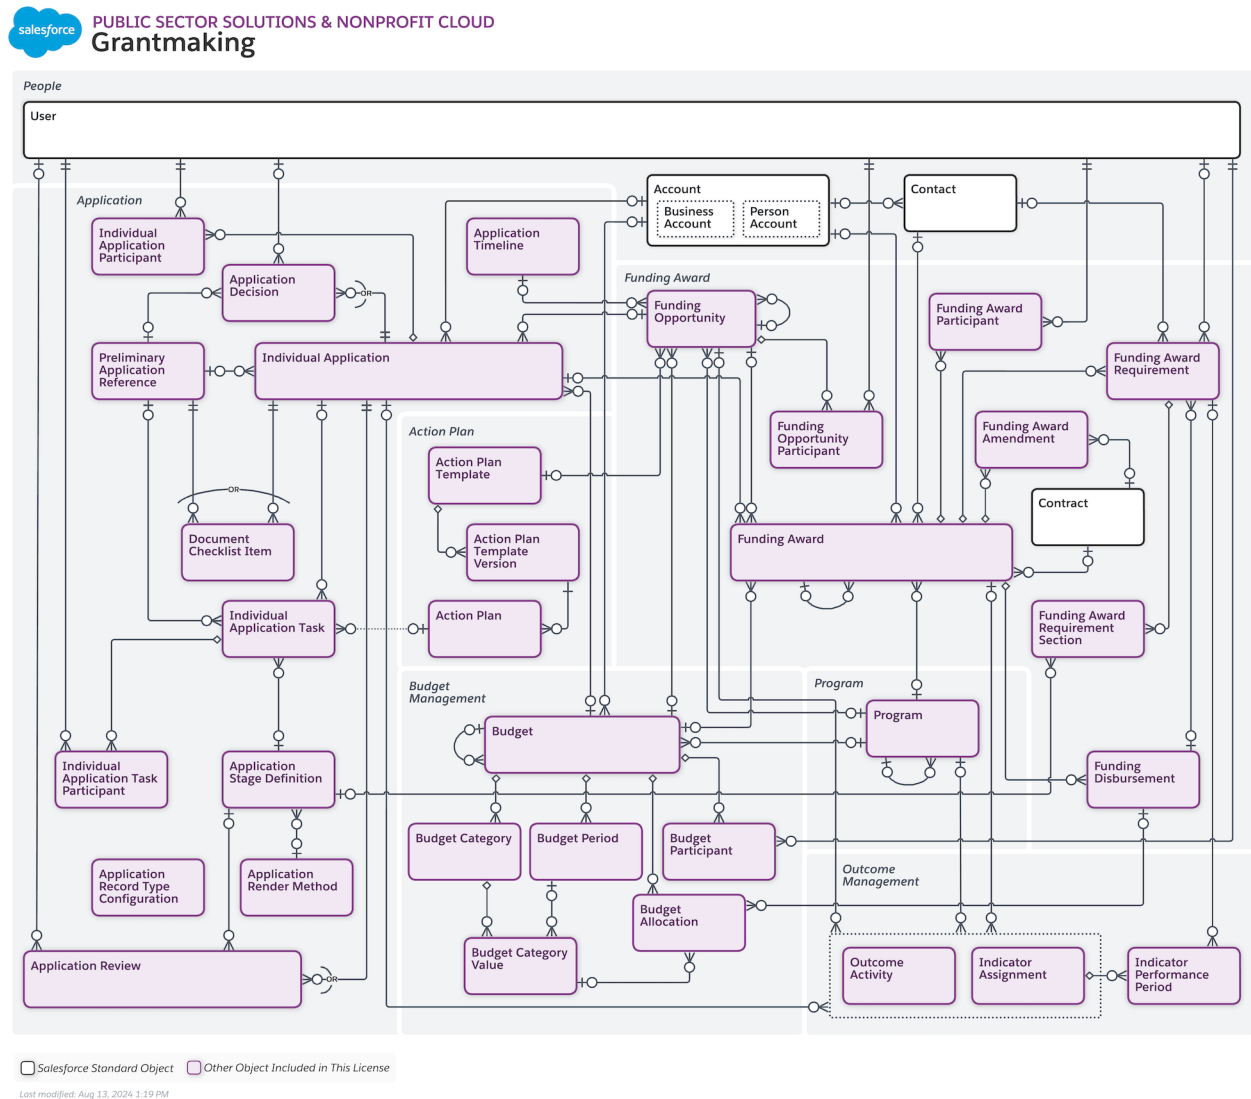 salesforce
PUBLIC SECTOR SOLUTIONS & NONPROFIT CLOUD
Grantmaking
People
User
Application
Individual
Application
Participant
Application
Decision
OR
Application
Timeline
Account
Business
Account
Person
Account
Contact
Funding Award
Funding
Opportunity
Funding Award
Participant
Preliminary
Application
Reference
Individual Application
Funding Award
Requirement
Action Plan
Action Plan
Template
Funding
Opportunity
Participant
Funding Award
Amendment
Contract
OR
Document
Checklist Item
Action Plan
Template
Version
Funding Award
Individual
Application Task
Action Plan
Funding Award
Requirement
Section
Budget
Management
Program
Budget
Program
Individual
Application Task
Participant
Application
Stage Definition
Funding
Disbursement
Budget Category
Budget Period
Budget
Participant
Application
Record Type
Configuration
Application
Render Method
Outcome
Management
Budget
Allocation
Application Review
OR
Budget Category
Value
Outcome
Activity
Indicator
Assignment
Indicator
Performance
Period
Salesforce Standard Object
Other Object Included in This License
Last modified: Aug 13, 2024 1:19 PM